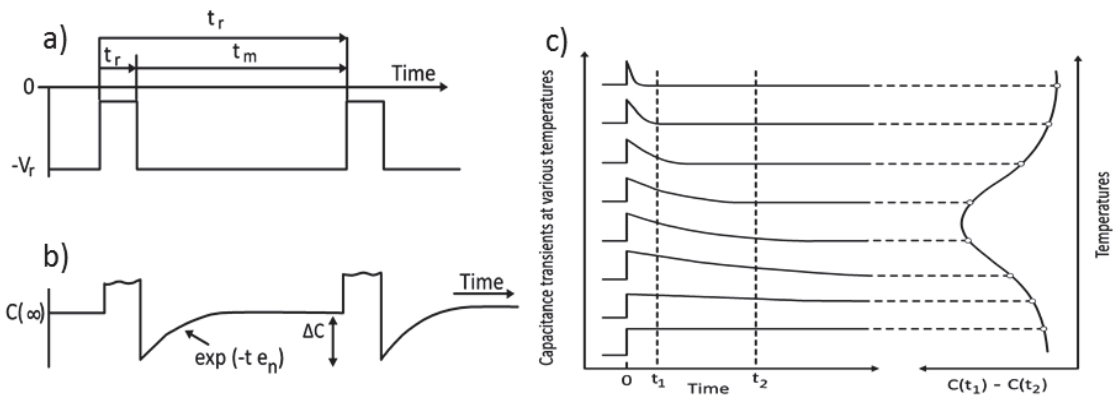 a)
t_r
t_r
t_m
Time
0
-V_r
b)
Time
C(∞)
ΔC
exp (-t e_n)
c)
Capacitance transients at various temperatures
0
t_1
Time
t_2
C(t_1) - C(t_2)
Temperatures